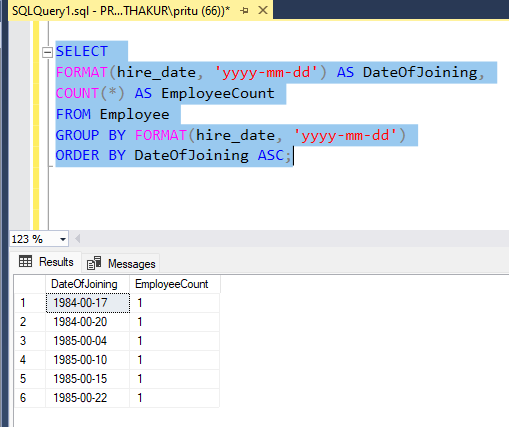 SQLQuery1.sql - PR...THAKUR\pritu (66))*
SELECT
FORMAT(hire_date, 'yyyy-mm-dd') AS DateOfJoining,
COUNT(*) AS EmployeeCount
FROM Employee
GROUP BY FORMAT(hire_date, 'yyyy-mm-dd')
ORDER BY DateOfJoining ASC;
123 %
Results Messages
DateOfJoining EmployeeCount
1 1984-00-17 1
2 1984-00-20 1
3 1985-00-04 1
4 1985-00-10 1
5 1985-00-15 1
6 1985-00-22 1